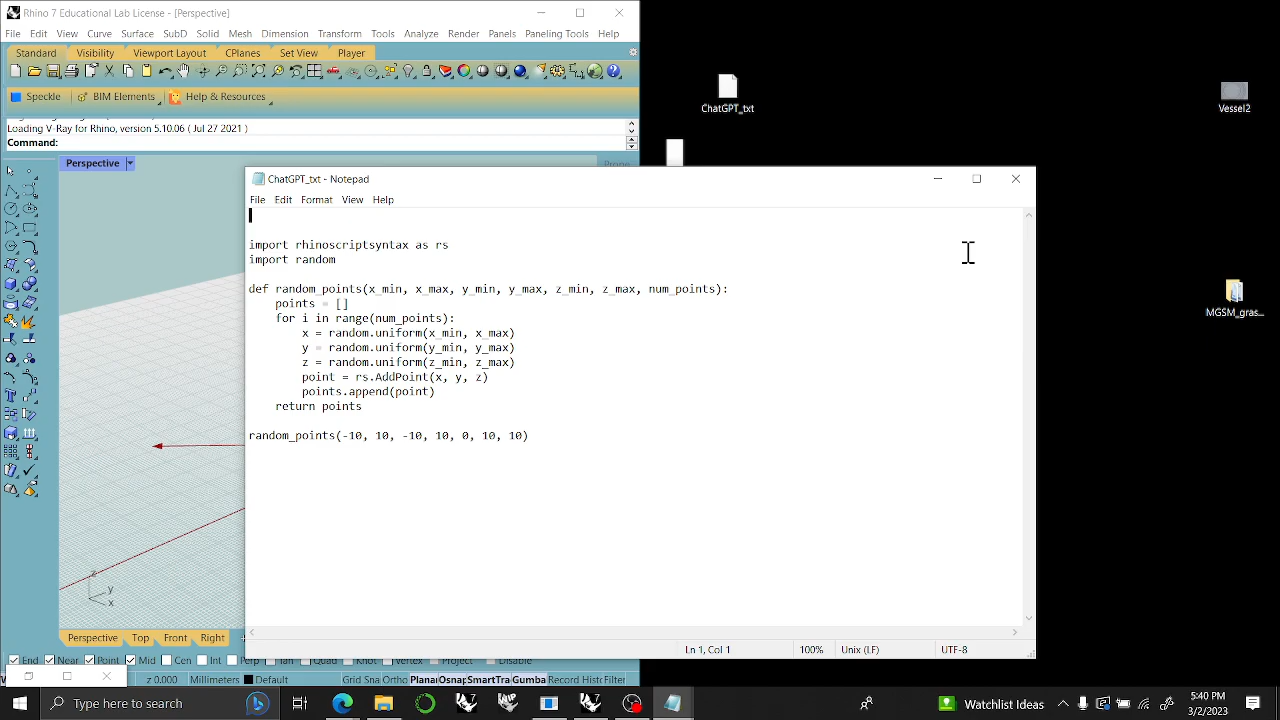 Rhino 7 Educational Lab License - [Perspective]
File Edit View Curve Surface SubD Solid Mesh Dimension Transform Tools Analyze Render Panels Paneling Tools Help
Standard Visibility Viewport Layout CPlanes Set View Player
Speckle BIM Elements Help & Resources
Loading V-Ray for Rhino, version 5.10.06 ( Jul 27 2021 )
Command:
Perspective
ChatGPT_txt
Vessel2
MGSM_gras...
ChatGPT_txt - Notepad
File Edit Format View Help
import rhinoscriptsyntax as rs
import random
def random_points(x_min, x_max, y_min, y_max, z_min, z_max, num_points):
points = []
for i in range(num_points):
x = random.uniform(x_min, x_max)
y = random.uniform(y_min, y_max)
z = random.uniform(z_min, z_max)
point = rs.AddPoint(x, y, z)
points.append(point)
return points
random_points(-10, 10, -10, 10, 0, 10, 10)
Ln 1, Col 1 100% Unix (LF) UTF-8
z
y
x
Perspective Top Front Right
End Near Point Mid Cen Int Perp Tan Quad Knot Vertex Project Disable
z 0.000 Millimeters Default Grid Sna Ortho Planar Osnap SmartTra Gumba Record Histo Filter
Type here to search
Watchlist Ideas
5:40 PM
3/2/2023